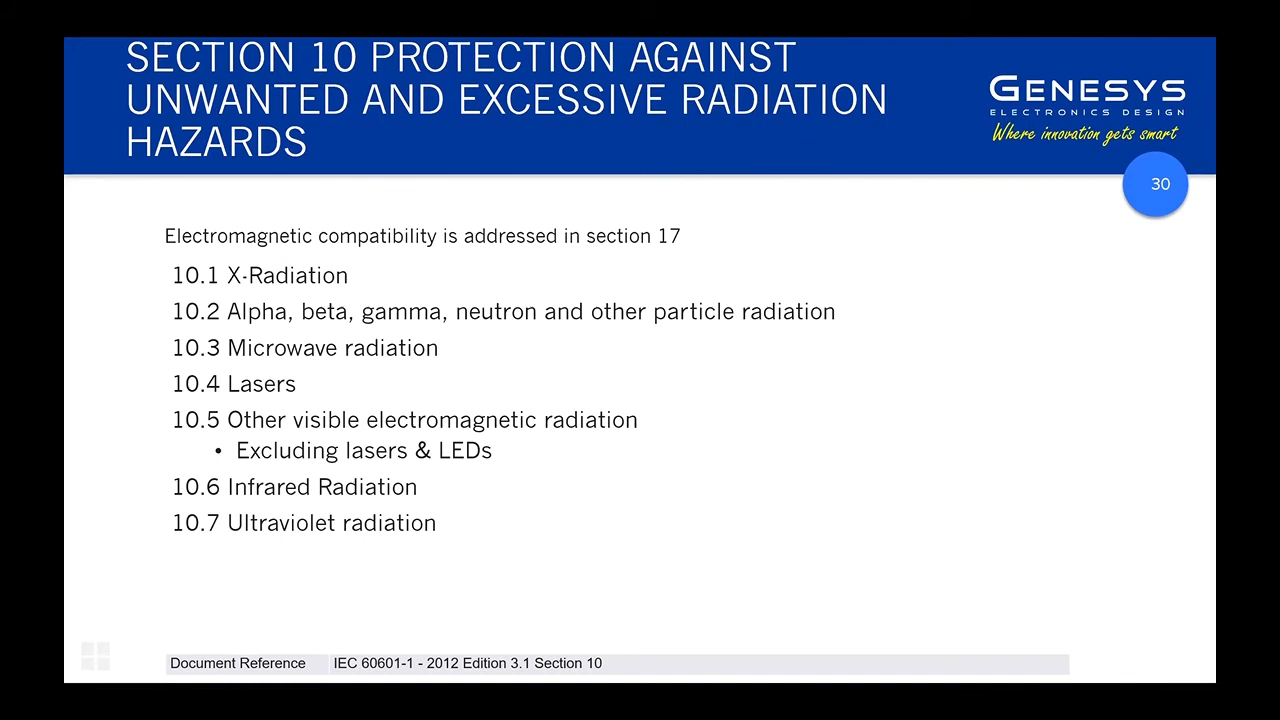 SECTION 10 PROTECTION AGAINST
UNWANTED AND EXCESSIVE RADIATION
HAZARDS
GENESYS
ELECTRONICS DESIGN
Where innovation gets smart
30
Electromagnetic compatibility is addressed in section 17
10.1 X-Radiation
10.2 Alpha, beta, gamma, neutron and other particle radiation
10.3 Microwave radiation
10.4 Lasers
10.5 Other visible electromagnetic radiation
• Excluding lasers & LEDs
10.6 Infrared Radiation
10.7 Ultraviolet radiation
Document Reference IEC 60601-1 - 2012 Edition 3.1 Section 10